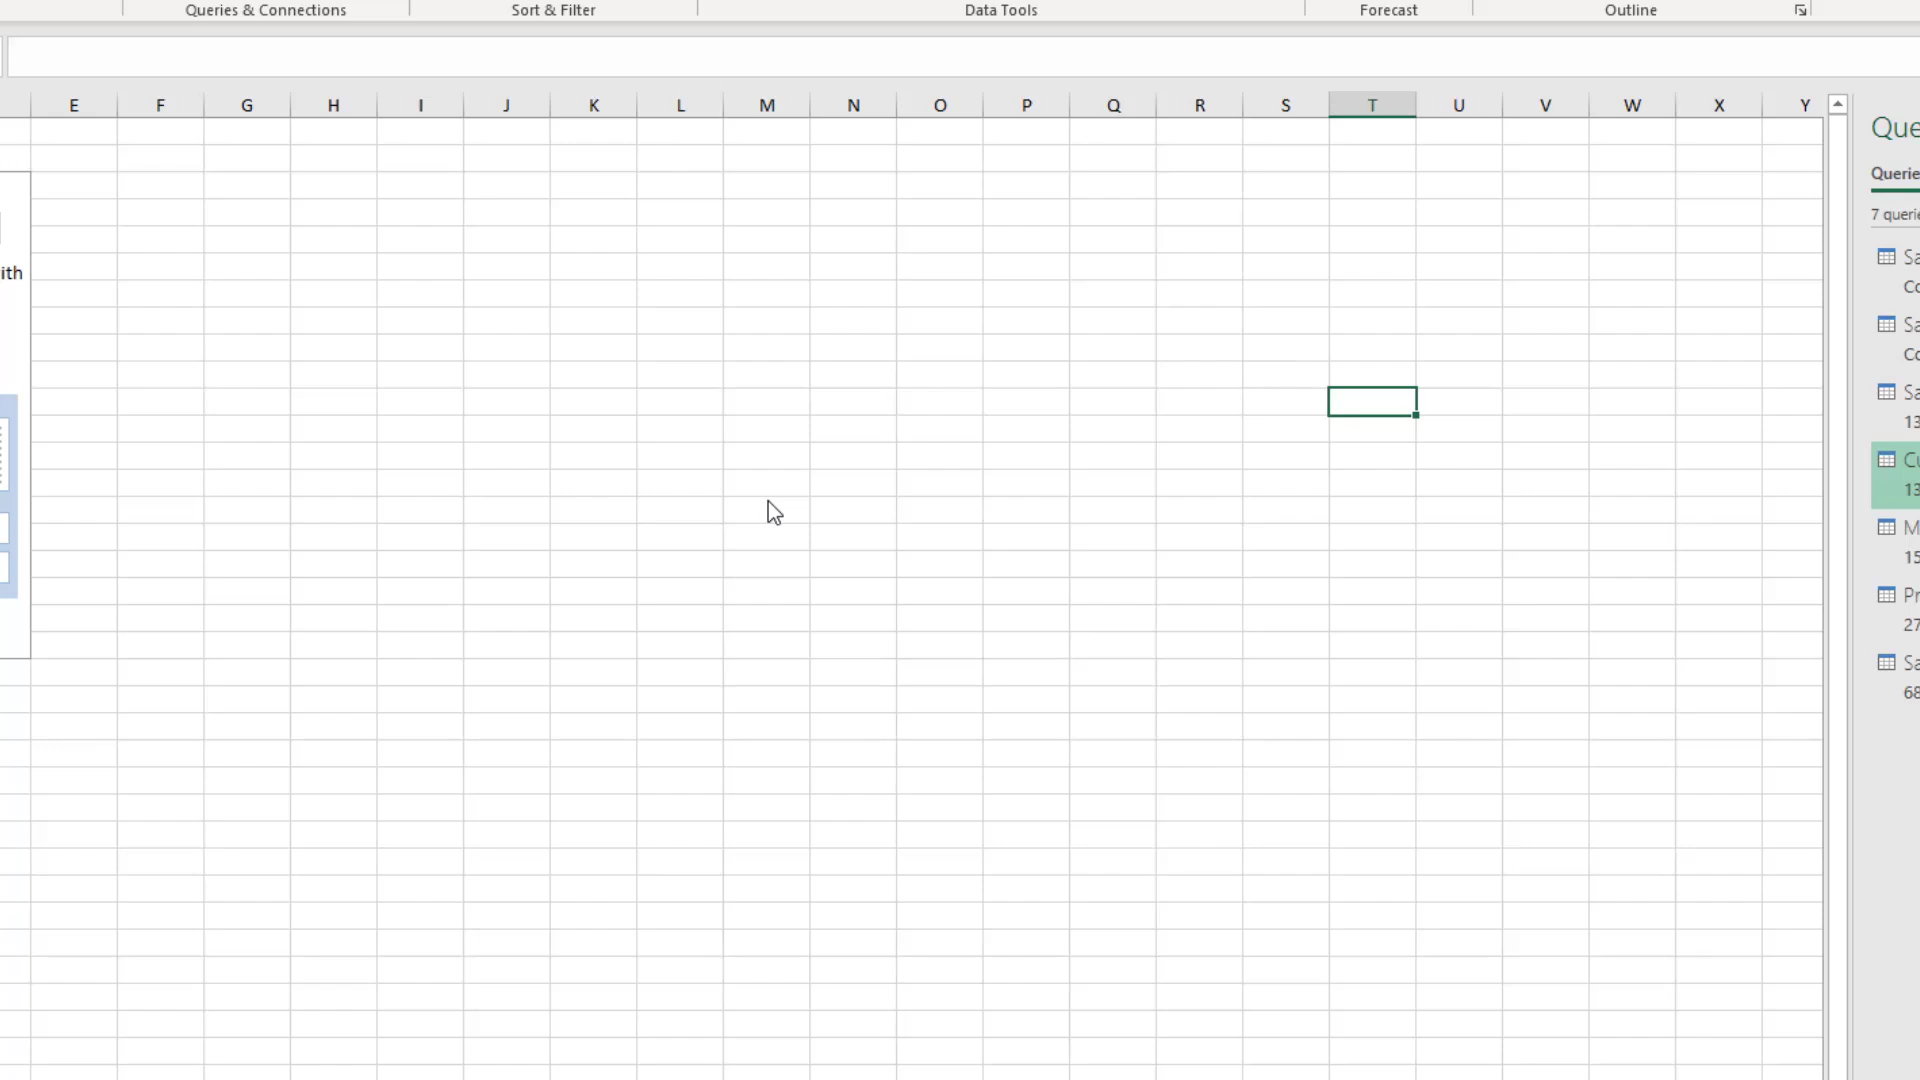 Queries & Connections Sort & Filter Data Tools Forecast Outline
E F G H I J K L M N O P Q R S T U V W X Y
Que
Querie
7 querie
ith
Sa
Co
Sa
Co
Sa
13
Cu
13
M
15
Pr
27
Sa
68